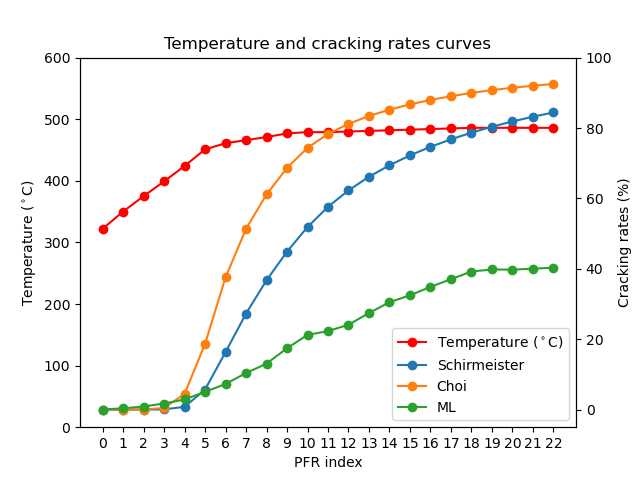 Temperature and cracking rates curves
Temperature (°C)
600
500
400
300
200
100
0
100
80
60
40
20
0
Cracking rates (%)
Temperature (°C)
Schirmeister
Choi
ML
0 1 2 3 4 5 6 7 8 9 10 11 12 13 14 15 16 17 18 19 20 21 22
PFR index